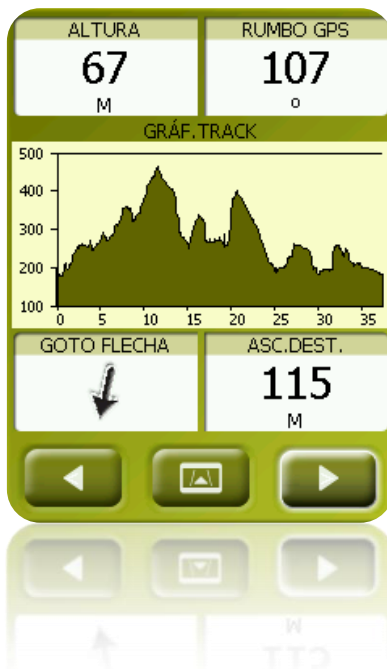 ALTURA
67
M
RUMBO GPS
107
o
GRÁF.TRACK
500
400
300
200
100
0 5 10 15 20 25 30 35
GOTO FLECHA
ASC.DEST.
115
M